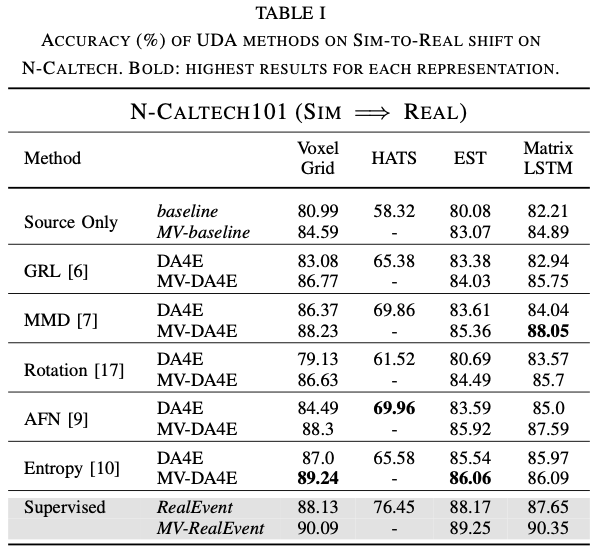 TABLE I
ACCURACY (%) OF UDA METHODS ON SIM-TO-REAL SHIFT ON
N-CALTECH. BOLD: HIGHEST RESULTS FOR EACH REPRESENTATION.
N-CALTECH101 (SIM ⟹ REAL)
Method Voxel Grid HATS EST Matrix LSTM
Source Only baseline 80.99 58.32 80.08 82.21
MV-baseline 84.59 - 83.07 84.89
GRL [6] DA4E 83.08 65.38 83.38 82.94
MV-DA4E 86.77 - 84.03 85.75
MMD [7] DA4E 86.37 69.86 83.61 84.04
MV-DA4E 88.23 - 85.36 88.05
Rotation [17] DA4E 79.13 61.52 80.69 83.57
MV-DA4E 86.63 - 84.49 85.7
AFN [9] DA4E 84.49 69.96 83.59 85.0
MV-DA4E 88.3 - 85.92 87.59
Entropy [10] DA4E 87.0 65.58 85.54 85.97
MV-DA4E 89.24 - 86.06 86.09
Supervised RealEvent 88.13 76.45 88.17 87.65
MV-RealEvent 90.09 - 89.25 90.35